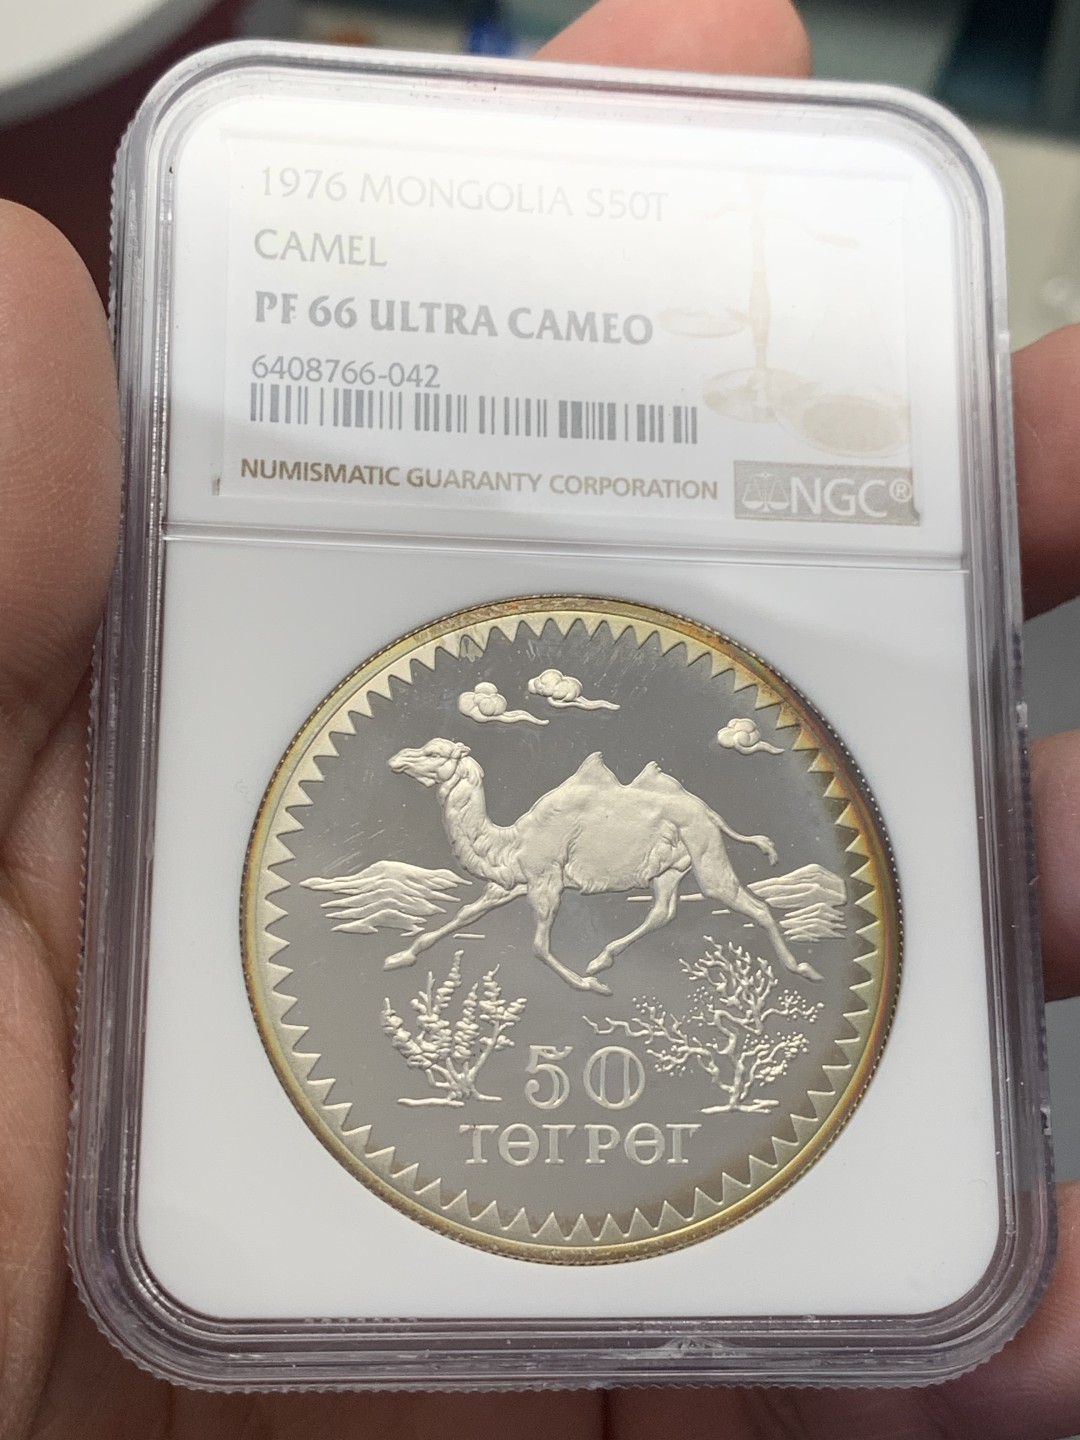 1976 MONGOLIA S50T
CAMEL
PF 66 ULTRA CAMEO
6408766-042
NUMISMATIC GUARANTY CORPORATION
NGC®
50
ТӨГРӨГ